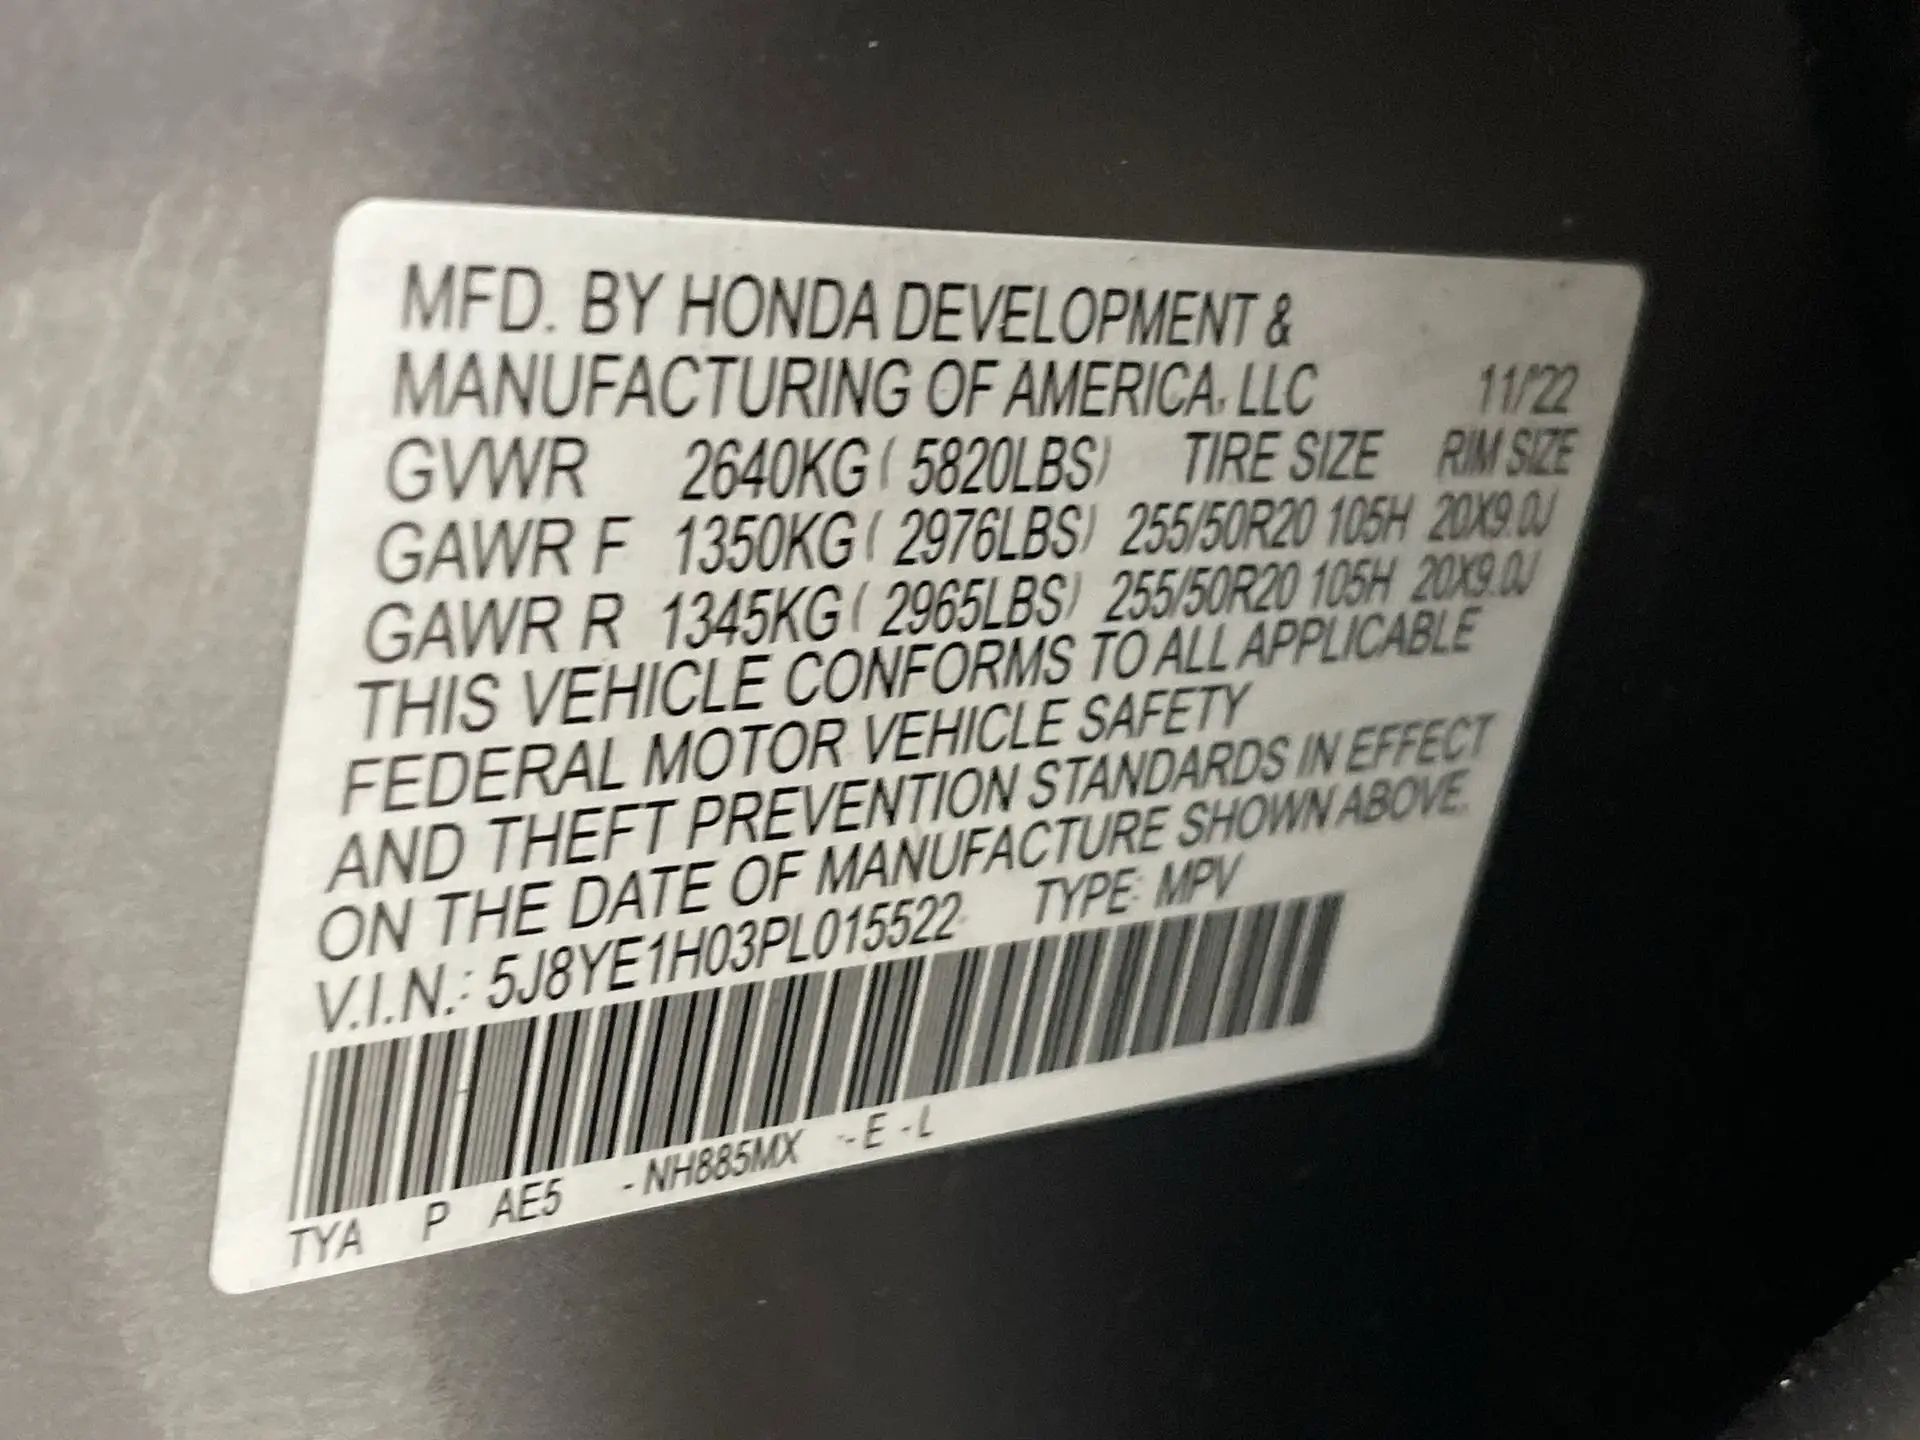 MFD. BY HONDA DEVELOPMENT &
MANUFACTURING OF AMERICA, LLC 11/'22
GVWR 2640KG ( 5820LBS) TIRE SIZE RIM SIZE
GAWR F 1350KG ( 2976LBS) 255/50R20 105H 20X9.0J
GAWR R 1345KG ( 2965LBS) 255/50R20 105H 20X9.0J
THIS VEHICLE CONFORMS TO ALL APPLICABLE
FEDERAL MOTOR VEHICLE SAFETY
AND THEFT PREVENTION STANDARDS IN EFFECT
ON THE DATE OF MANUFACTURE SHOWN ABOVE.
V.I.N.: 5J8YE1H03PL015522 TYPE: MPV
TYA P AE5 - NH885MX -- E - L